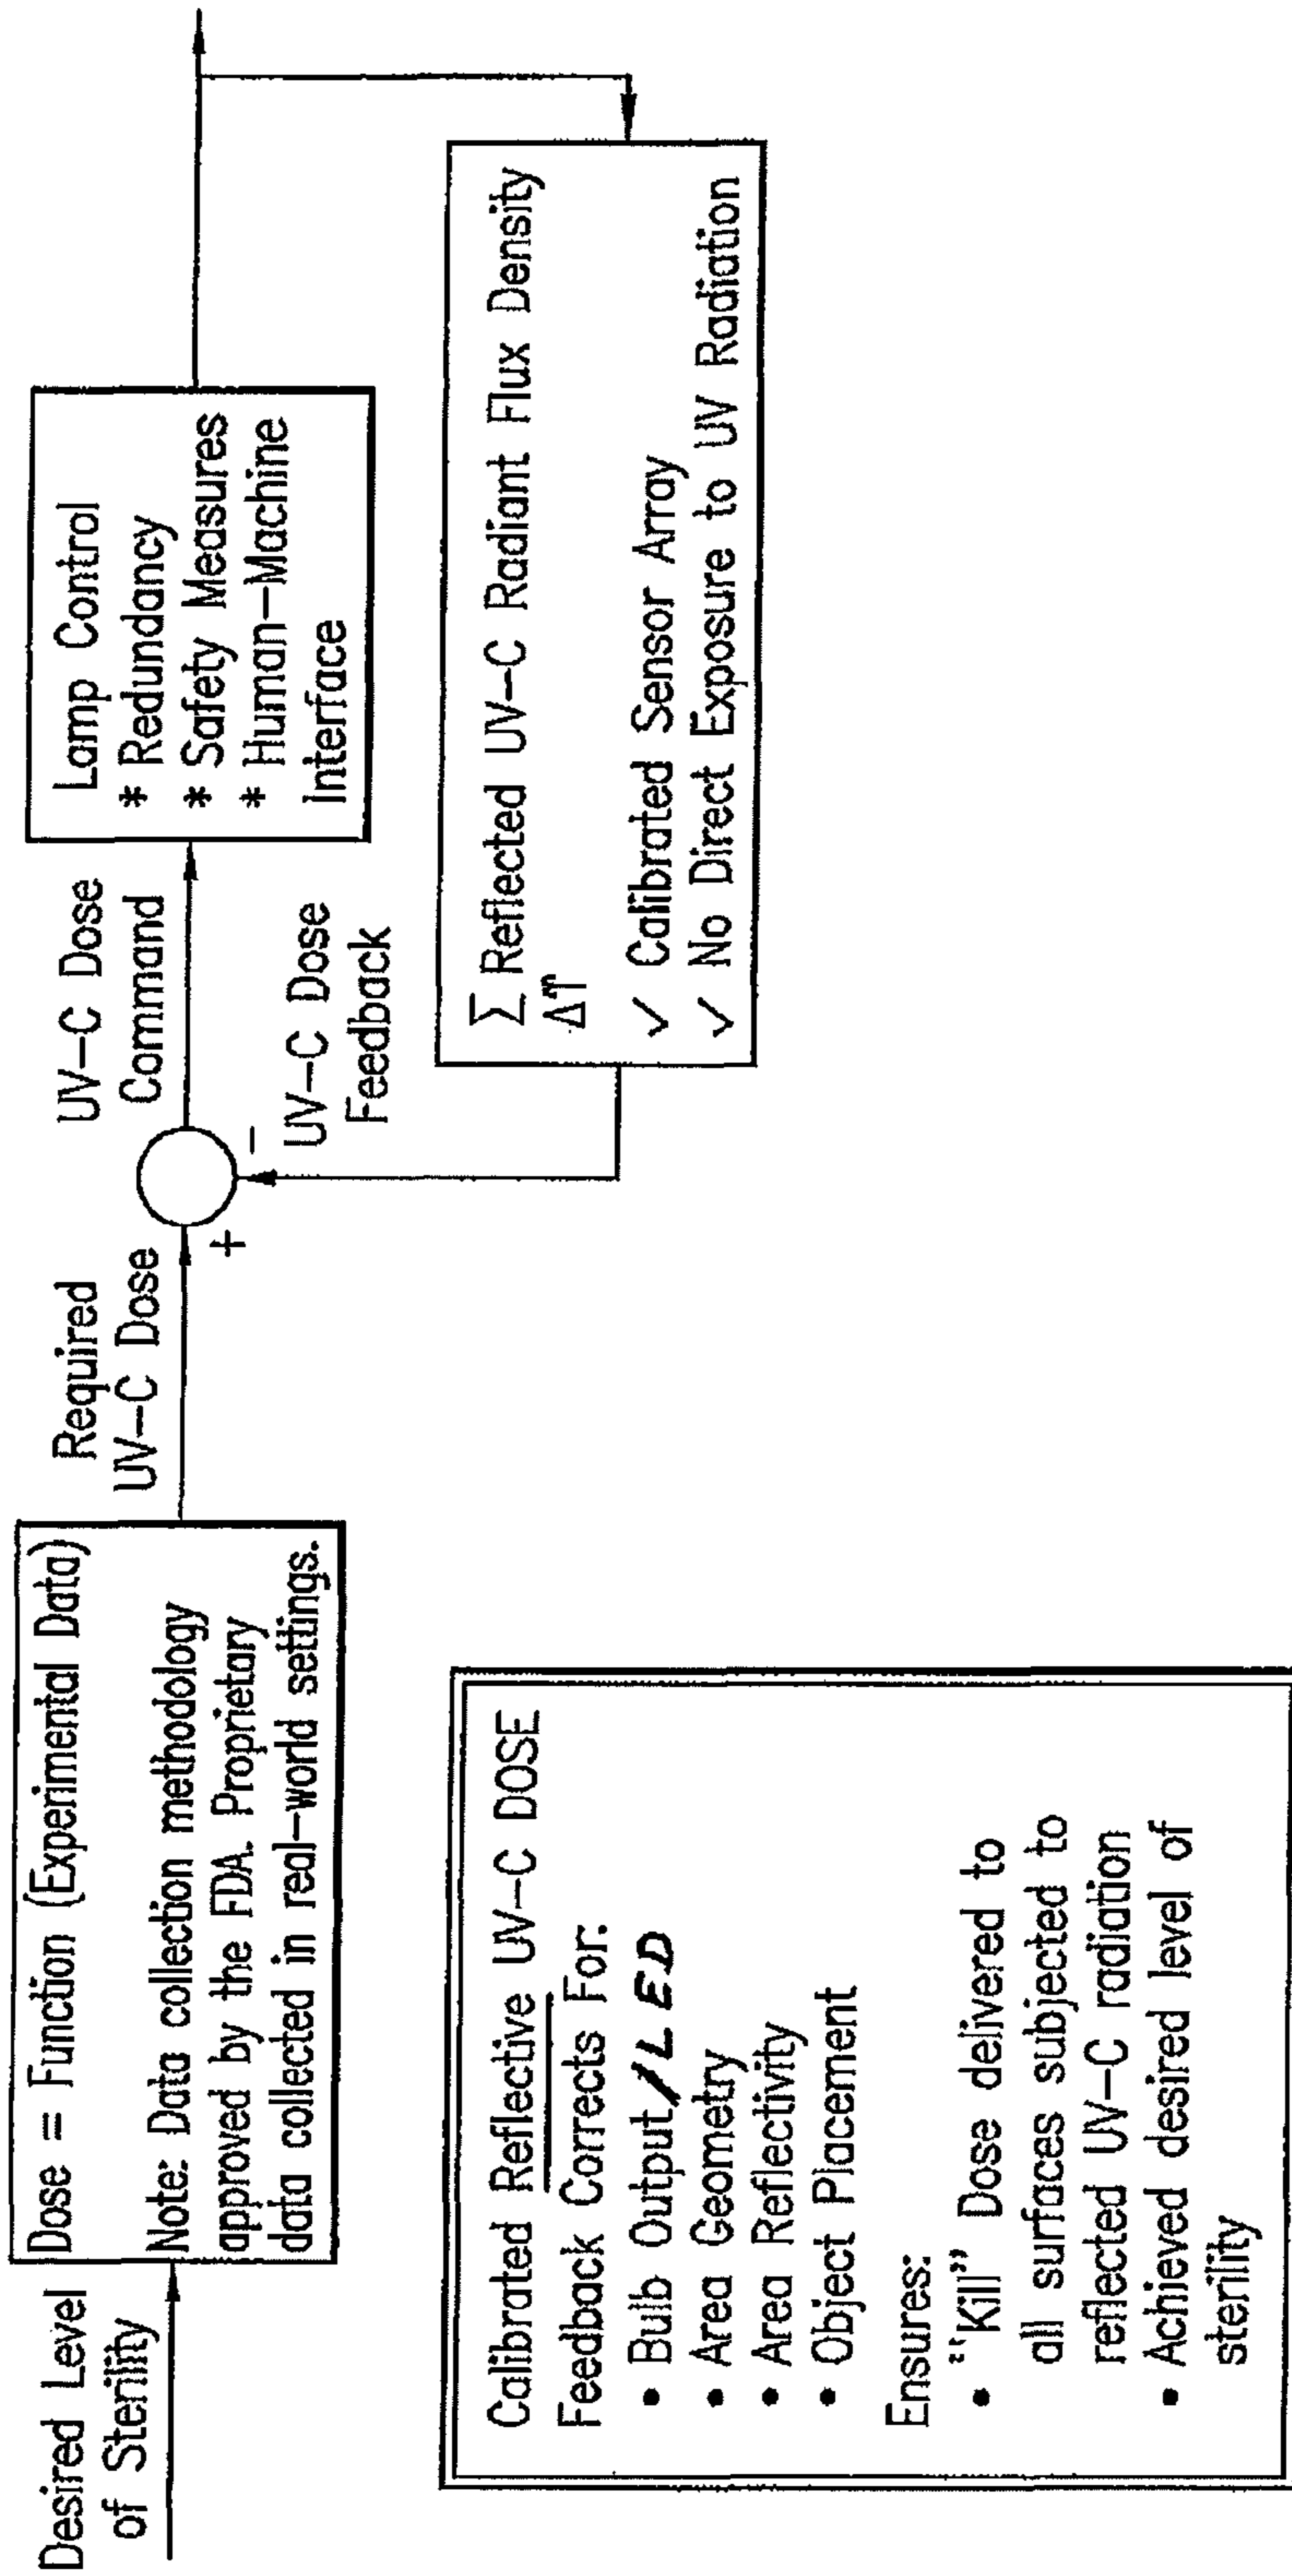 Desired Level
of Sterility
Dose = Function (Experimental Data)
Note: Data collection methodology
approved by the FDA. Proprietary
data collected in real-world settings.
Required
UV-C Dose
+
-
UV-C Dose
Command
UV-C Dose
Feedback
Lamp Control
* Redundancy
* Safety Measures
* Human-Machine
Interface
∑ Reflected UV-C Radiant Flux Density
ΔT
✓ Calibrated Sensor Array
✓ No Direct Exposure to UV Radiation
Calibrated Reflective UV-C DOSE
Feedback Corrects For:
• Bulb Output/LED
• Area Geometry
• Area Reflectivity
• Object Placement
Ensures:
• "Kill" Dose delivered to
all surfaces subjected to
reflected UV-C radiation
• Achieved desired level of
sterility